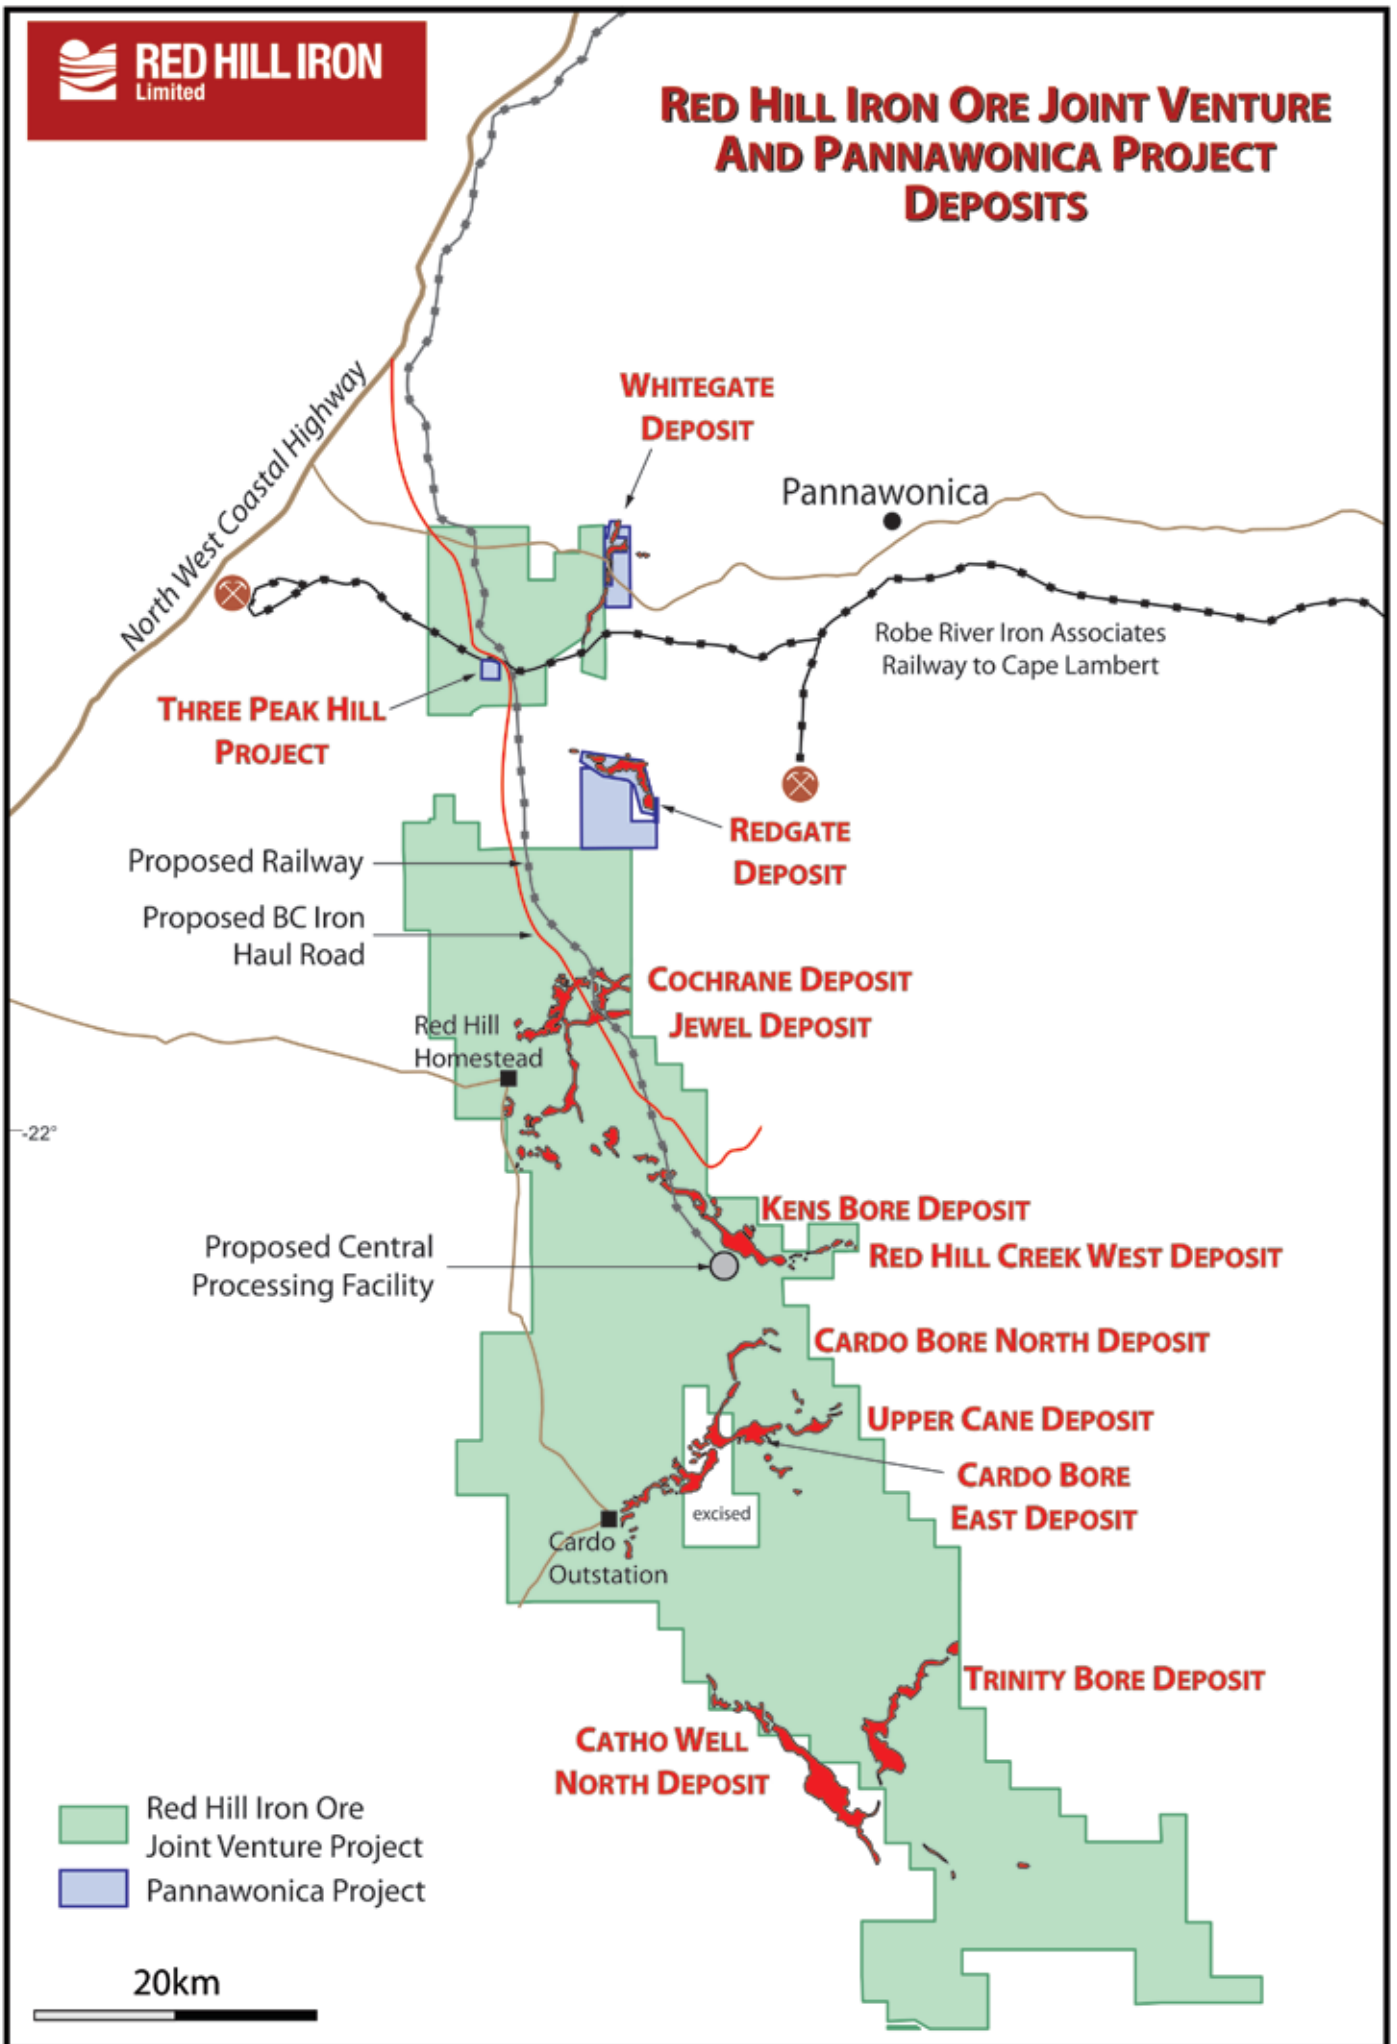 RED HILL IRON
Limited
RED HILL IRON ORE JOINT VENTURE
AND PANNAWONICA PROJECT
DEPOSITS
North West Coastal Highway
WHITEGATE
DEPOSIT
Pannawonica
Robe River Iron Associates
Railway to Cape Lambert
THREE PEAK HILL
PROJECT
REDGATE
DEPOSIT
Proposed Railway
Proposed BC Iron
Haul Road
COCHRANE DEPOSIT
JEWEL DEPOSIT
Red Hill
Homestead
-22°
KENS BORE DEPOSIT
RED HILL CREEK WEST DEPOSIT
Proposed Central
Processing Facility
CARDO BORE NORTH DEPOSIT
UPPER CANE DEPOSIT
CARDO BORE
EAST DEPOSIT
excised
Cardo
Outstation
TRINITY BORE DEPOSIT
CATHO WELL
NORTH DEPOSIT
Red Hill Iron Ore
Joint Venture Project
Pannawonica Project
20km